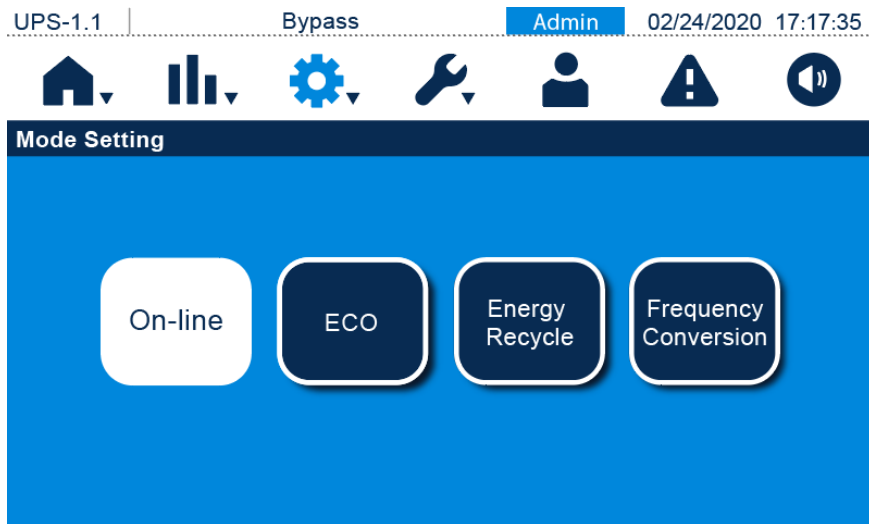 UPS-1.1 Bypass Admin 02/24/2020 17:17:35
Mode Setting
On-line
ECO
Energy
Recycle
Frequency
Conversion